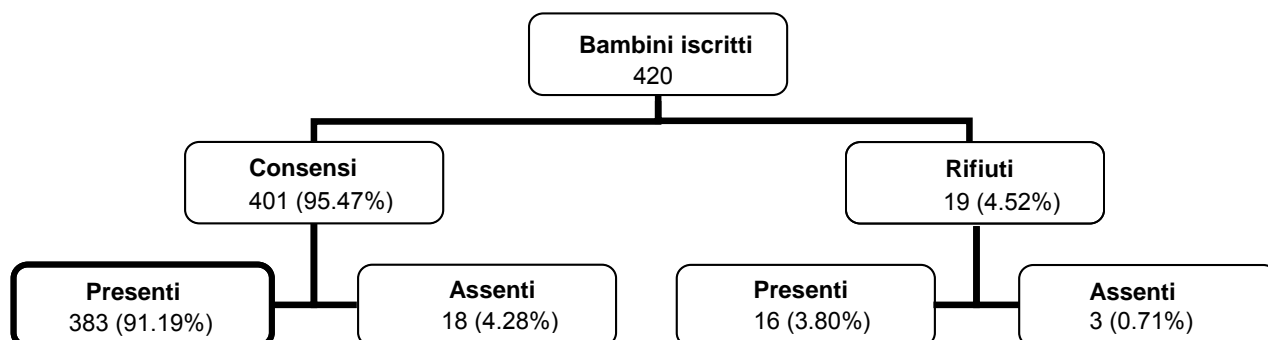 Bambini iscritti
420
Consensi
401 (95.47%)
Rifiuti
19 (4.52%)
Presenti
383 (91.19%)
Assenti
18 (4.28%)
Presenti
16 (3.80%)
Assenti
3 (0.71%)